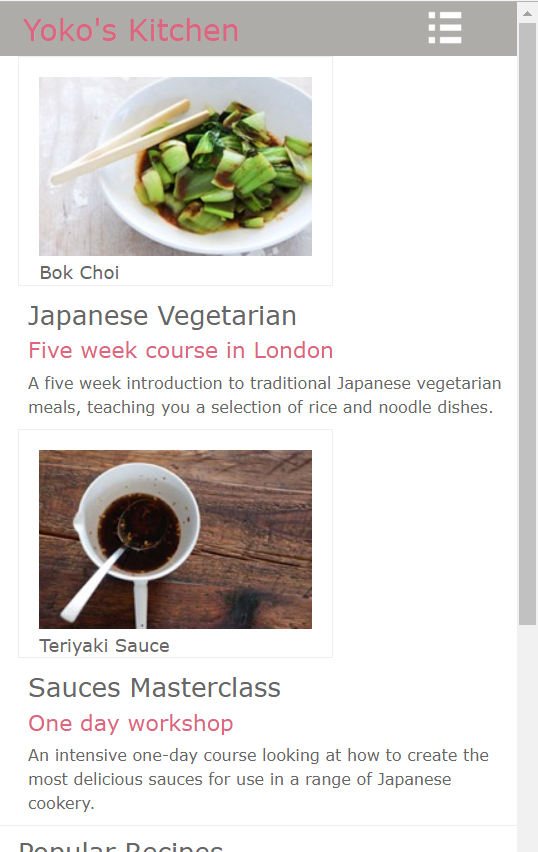 Yoko's Kitchen
Bok Choi
Japanese Vegetarian
Five week course in London
A five week introduction to traditional Japanese vegetarian
meals, teaching you a selection of rice and noodle dishes.
Teriyaki Sauce
Sauces Masterclass
One day workshop
An intensive one-day course looking at how to create the
most delicious sauces for use in a range of Japanese
cookery.
Popular Recipes